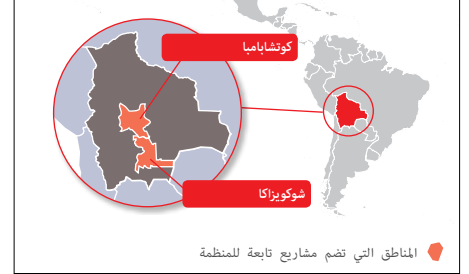 كوتشابامبا
شوكويزاكا
المناطق التي تضم مشاريع تابعة للمنظمة